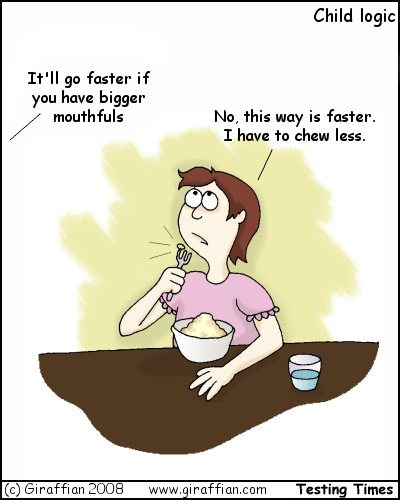 Child logic
It'll go faster if
you have bigger
mouthfuls
No, this way is faster.
I have to chew less.
(c) Giraffian 2008 www.giraffian.com Testing Times